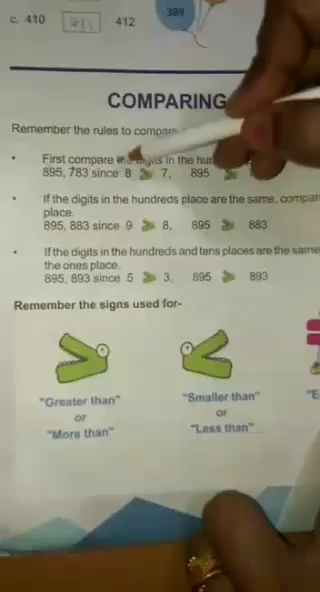 389
c. 410 411 412
COMPARING
Remember the rules to compare
First compare the digits in the
895, 783 since 8 > 7, 895
If the digits in the hundreds place are the same, compar
place.
895, 883 since 9 > 8, 895 > 883
If the digits in the hundreds and tens places are the same
the ones place.
895, 893 since 5 > 3, 895 > 893
Remember the signs used for-
"Greater than" "Smaller than" "E
or or
"More than" "Less than"